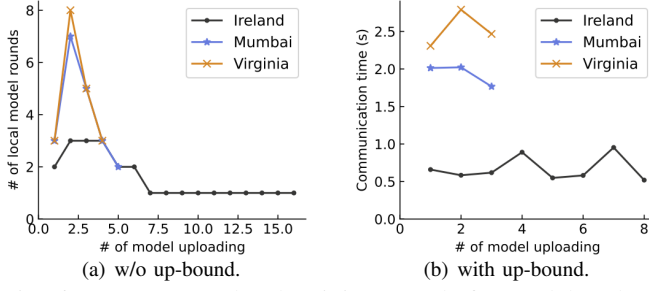 8
6
4
2
0
# of local model rounds
Ireland
Mumbai
Virginia
0.0 2.5 5.0 7.5 10.0 12.5 15.0
# of model uploading
(a) w/o up-bound.
2.5
2.0
1.5
1.0
0.5
0.0
Communication time (s)
Ireland
Mumbai
Virginia
0 2 4 6 8
# of model uploading
(b) with up-bound.